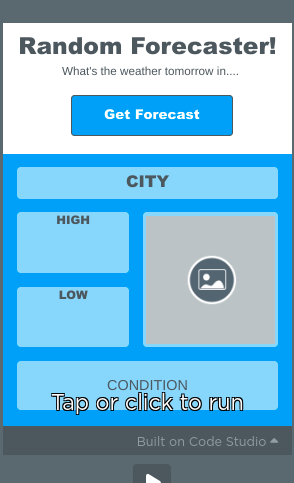 Random Forecaster!
What's the weather tomorrow in....
Get Forecast
CITY
HIGH
LOW
CONDITION
Tap or click to run
Built on Code Studio